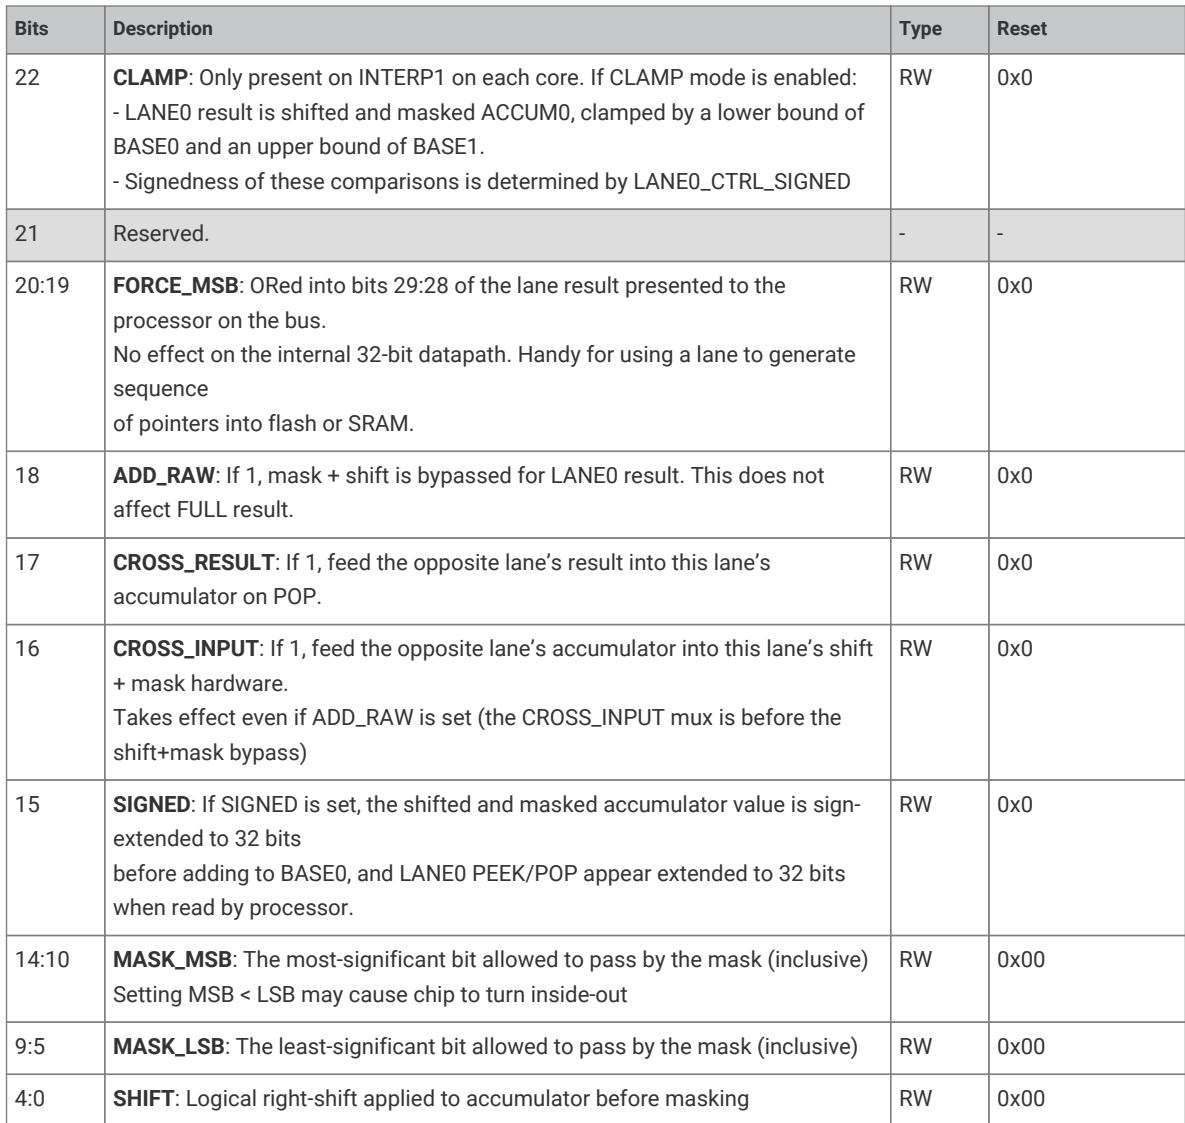 Bits Description Type Reset
22 CLAMP: Only present on INTERP1 on each core. If CLAMP mode is enabled: RW 0x0
- LANE0 result is shifted and masked ACCUM0, clamped by a lower bound of
BASE0 and an upper bound of BASE1.
- Signedness of these comparisons is determined by LANE0_CTRL_SIGNED
21 Reserved. - -
20:19 FORCE_MSB: ORed into bits 29:28 of the lane result presented to the RW 0x0
processor on the bus.
No effect on the internal 32-bit datapath. Handy for using a lane to generate
sequence
of pointers into flash or SRAM.
18 ADD_RAW: If 1, mask + shift is bypassed for LANE0 result. This does not RW 0x0
affect FULL result.
17 CROSS_RESULT: If 1, feed the opposite lane’s result into this lane’s RW 0x0
accumulator on POP.
16 CROSS_INPUT: If 1, feed the opposite lane’s accumulator into this lane’s shift RW 0x0
+ mask hardware.
Takes effect even if ADD_RAW is set (the CROSS_INPUT mux is before the
shift+mask bypass)
15 SIGNED: If SIGNED is set, the shifted and masked accumulator value is sign- RW 0x0
extended to 32 bits
before adding to BASE0, and LANE0 PEEK/POP appear extended to 32 bits
when read by processor.
14:10 MASK_MSB: The most-significant bit allowed to pass by the mask (inclusive) RW 0x00
Setting MSB < LSB may cause chip to turn inside-out
9:5 MASK_LSB: The least-significant bit allowed to pass by the mask (inclusive) RW 0x00
4:0 SHIFT: Logical right-shift applied to accumulator before masking RW 0x00